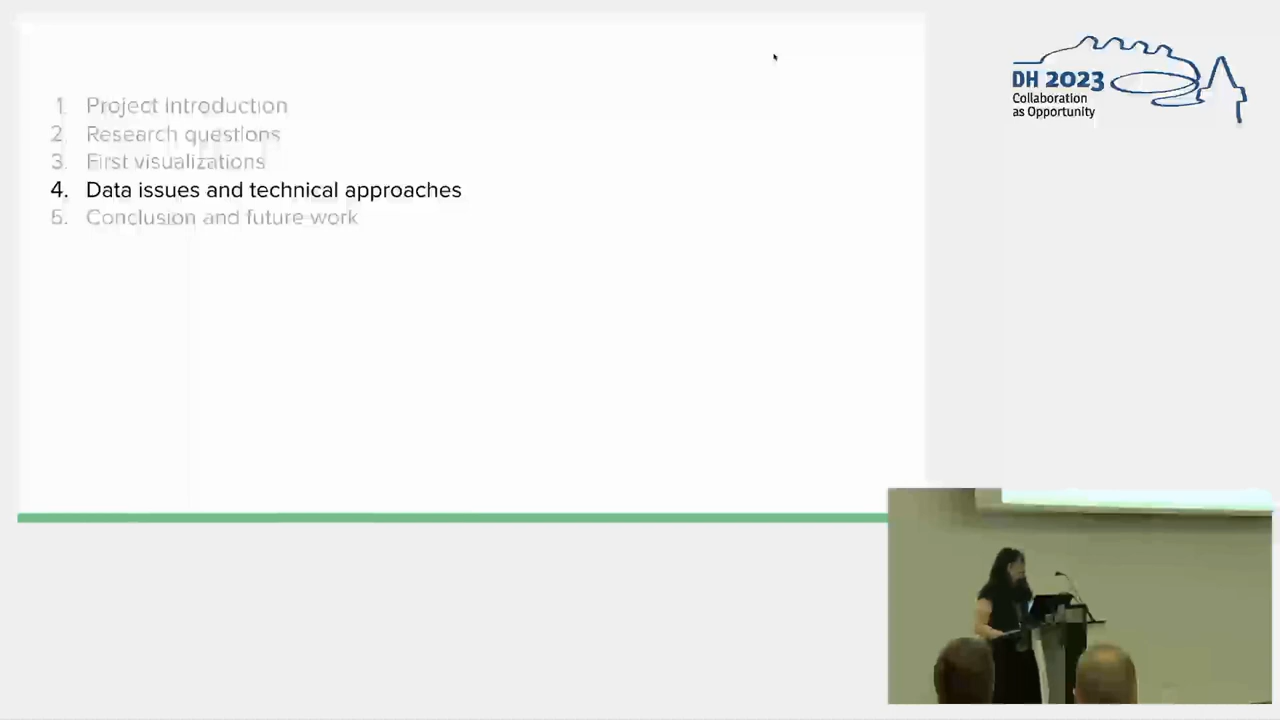 1. Project introduction
2. Research questions
3. First visualizations
4. Data issues and technical approaches
5. Conclusion and future work
DH 2023
Collaboration
as Opportunity